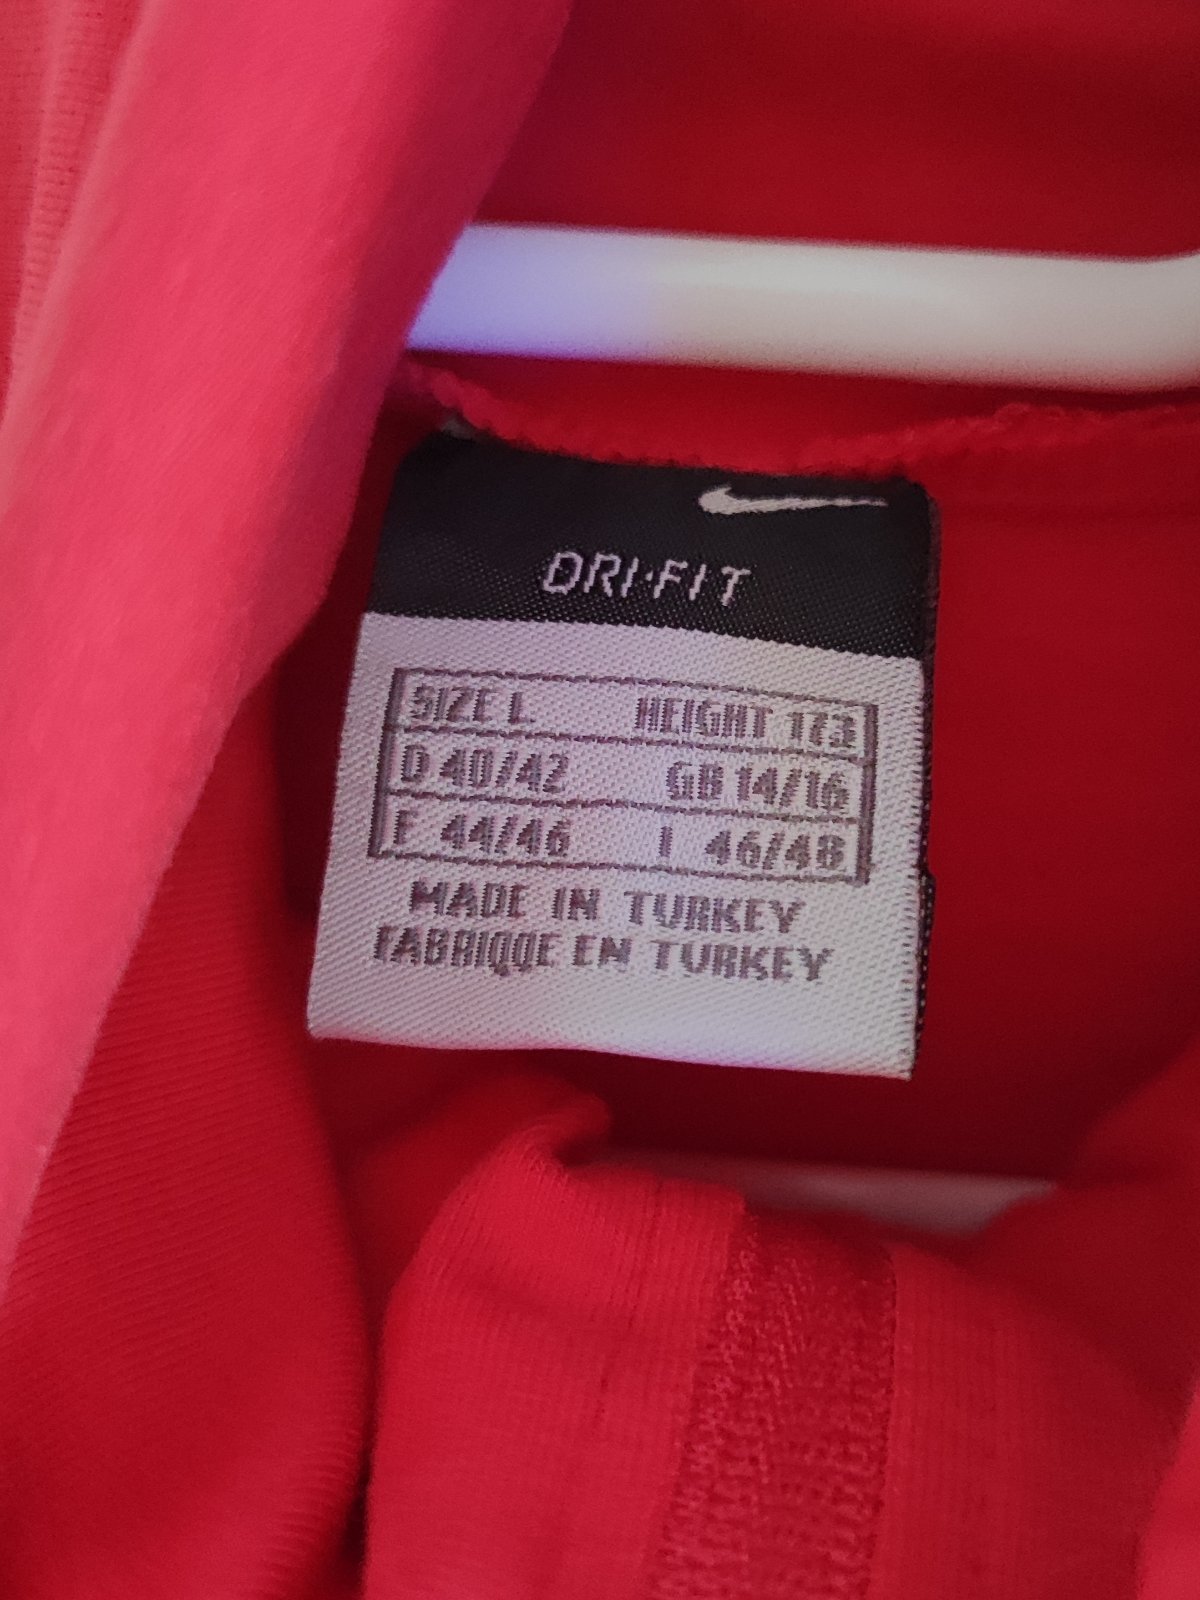 DRI·FIT
SIZE L HEIGHT 173
D 40/42 GB 14/16
F 44/46 I 46/48
MADE IN TURKEY
FABRIQQE EN TURKEY